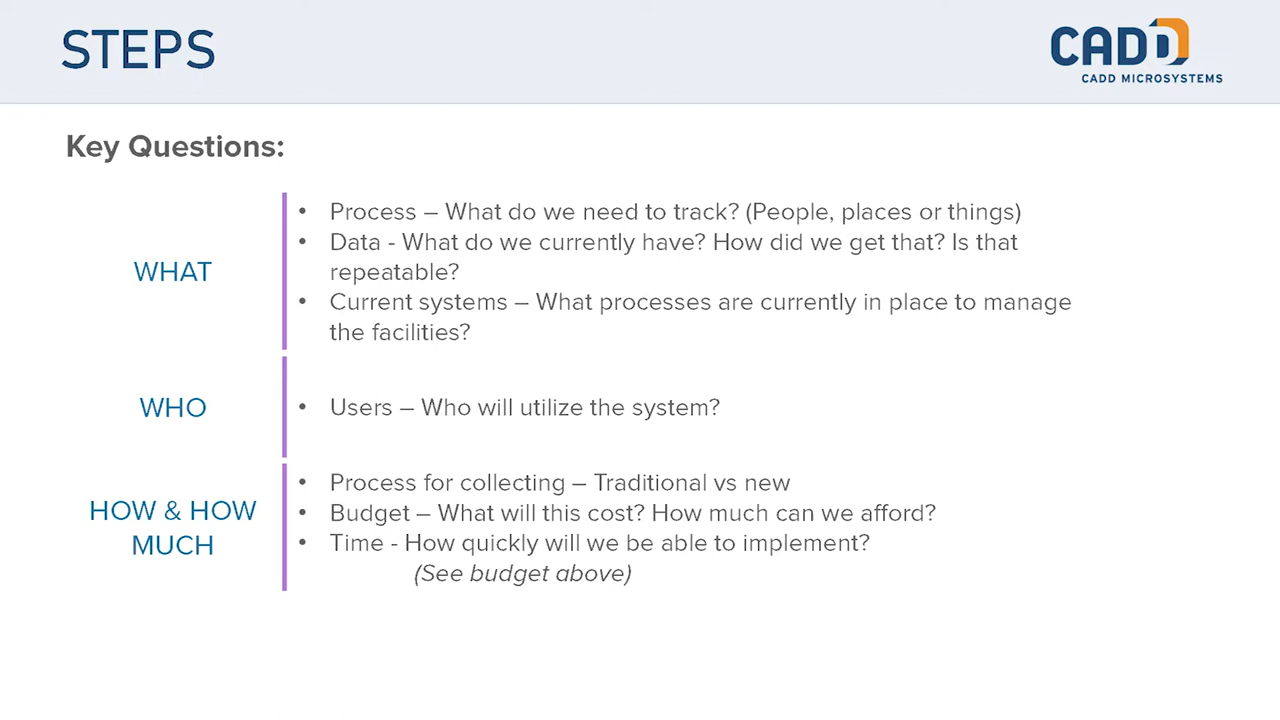 STEPS
CADD
CADD MICROSYSTEMS
Key Questions:
WHAT
• Process – What do we need to track? (People, places or things)
• Data - What do we currently have? How did we get that? Is that
repeatable?
• Current systems – What processes are currently in place to manage
the facilities?
WHO
• Users – Who will utilize the system?
HOW & HOW
MUCH
• Process for collecting – Traditional vs new
• Budget – What will this cost? How much can we afford?
• Time - How quickly will we be able to implement?
(See budget above)